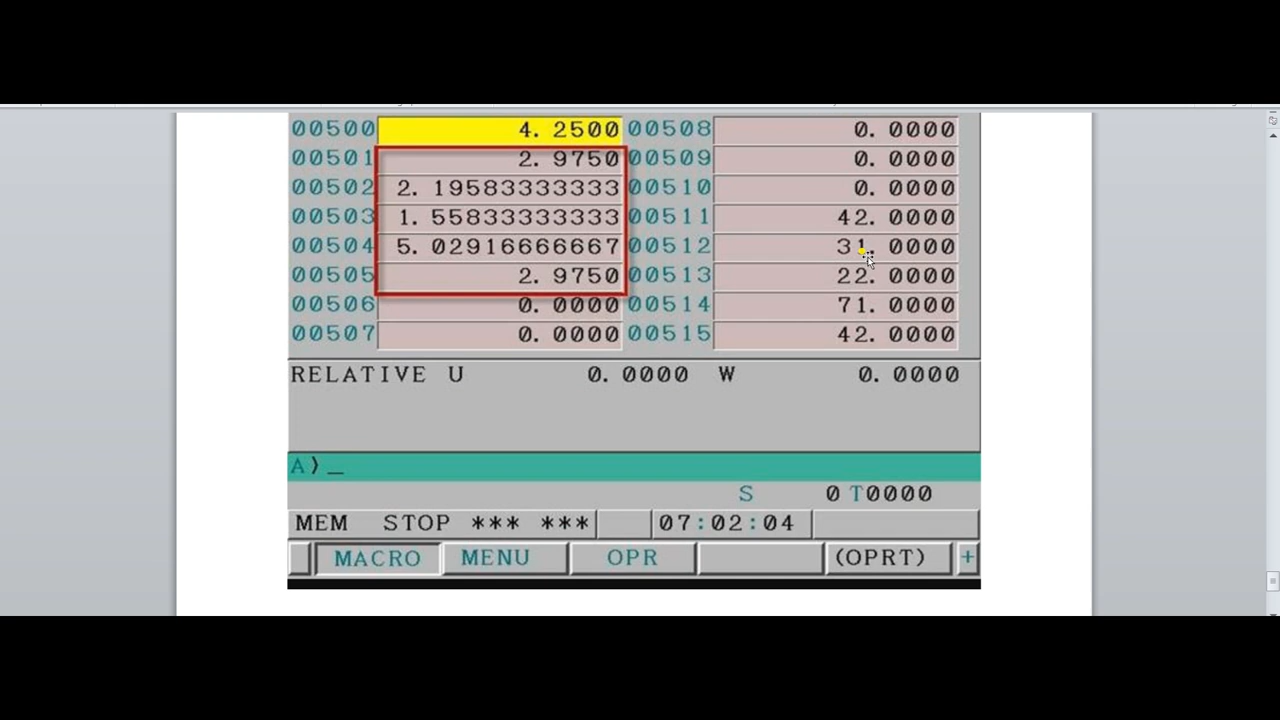 00500 4. 2500 00508 0. 0000
00501 2. 9750 00509 0. 0000
00502 2. 19583333333 00510 0. 0000
00503 1. 55833333333 00511 42. 0000
00504 5. 02916666667 00512 31. 0000
00505 2. 9750 00513 22. 0000
00506 0. 0000 00514 71. 0000
00507 0. 0000 00515 42. 0000
RELATIVE U 0. 0000 W 0. 0000
A)_
S 0 T0000
MEM STOP *** *** 07:02:04
MACRO MENU OPR (OPRT) +